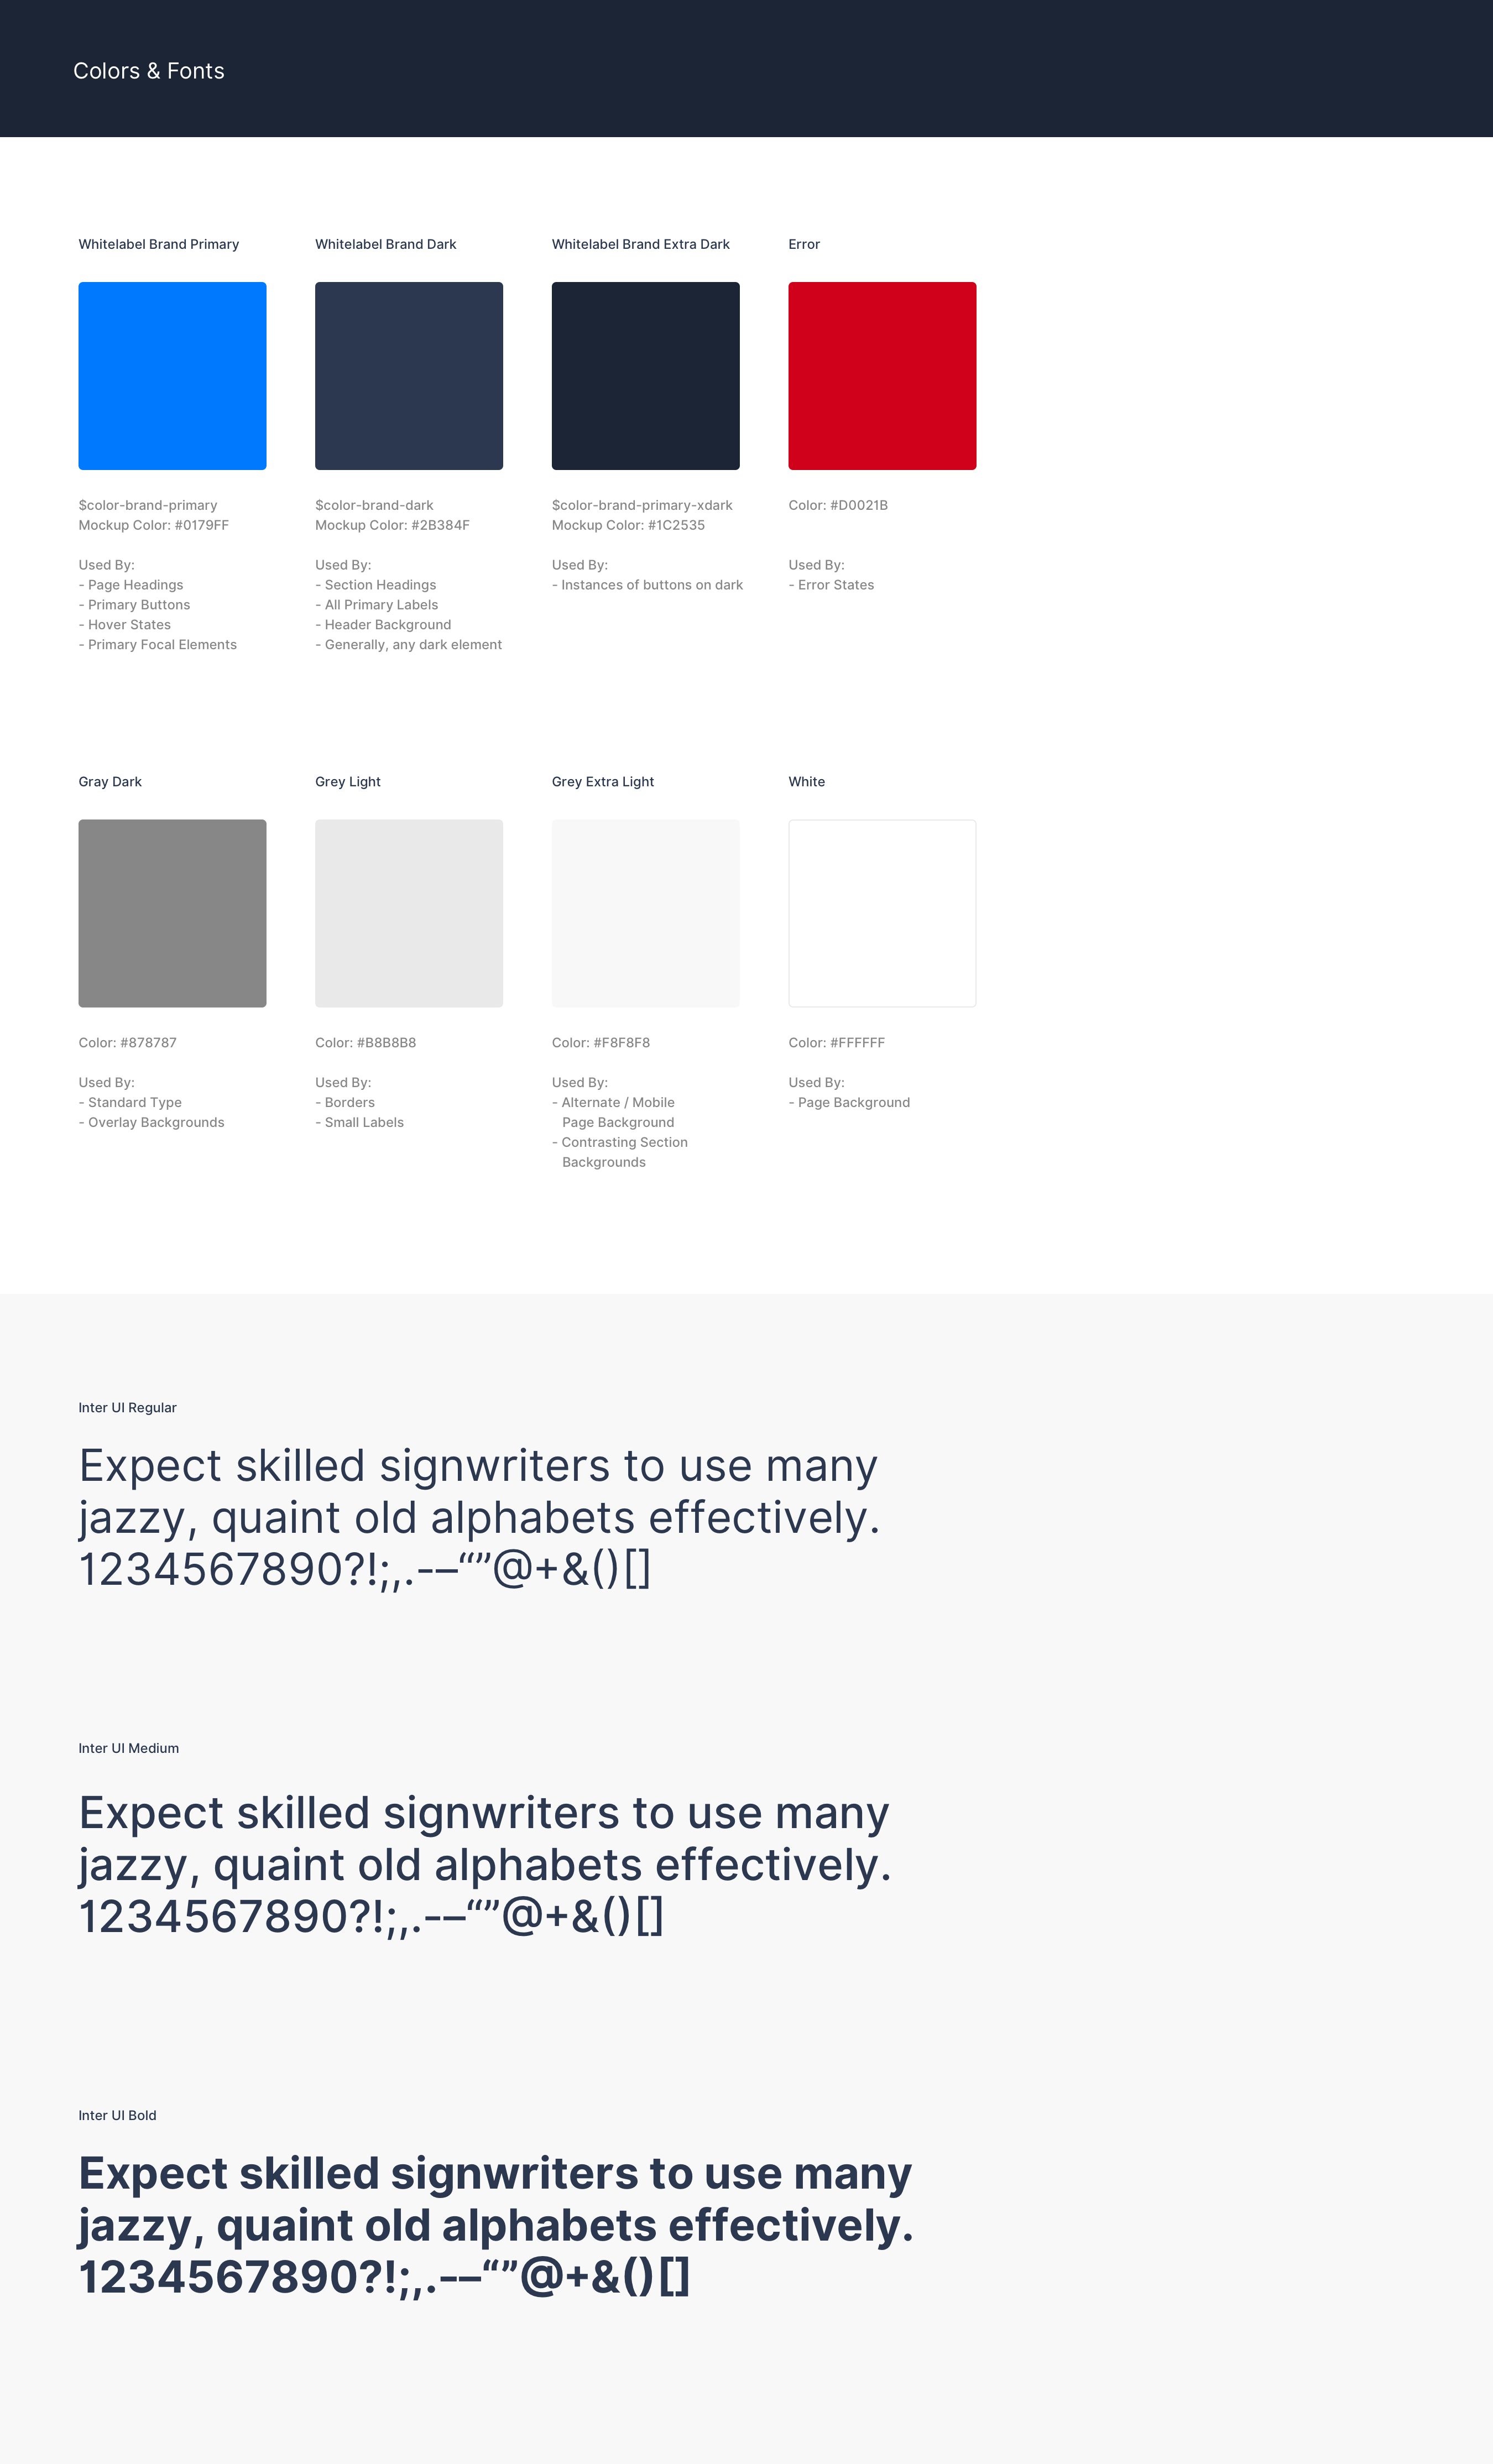 Colors & Fonts
Whitelabel Brand Primary
$color-brand-primary
Mockup Color: #0179FF
Used By:
- Page Headings
- Primary Buttons
- Hover States
- Primary Focal Elements
Whitelabel Brand Dark
$color-brand-dark
Mockup Color: #2B384F
Used By:
- Section Headings
- All Primary Labels
- Header Background
- Generally, any dark element
Whitelabel Brand Extra Dark
$color-brand-primary-xdark
Mockup Color: #1C2535
Used By:
- Instances of buttons on dark
Error
Color: #D0021B
Used By:
- Error States
Gray Dark
Color: #878787
Used By:
- Standard Type
- Overlay Backgrounds
Grey Light
Color: #B8B8B8
Used By:
- Borders
- Small Labels
Grey Extra Light
Color: #F8F8F8
Used By:
- Alternate / Mobile
Page Background
- Contrasting Section
Backgrounds
White
Color: #FFFFFF
Used By:
- Page Background
Inter UI Regular
Expect skilled signwriters to use many
jazzy, quaint old alphabets effectively.
1234567890?!;,.-–“”@+&()[]
Inter UI Medium
Expect skilled signwriters to use many
jazzy, quaint old alphabets effectively.
1234567890?!;,.-–“”@+&()[]
Inter UI Bold
Expect skilled signwriters to use many
jazzy, quaint old alphabets effectively.
1234567890?!;,.-–“”@+&()[]